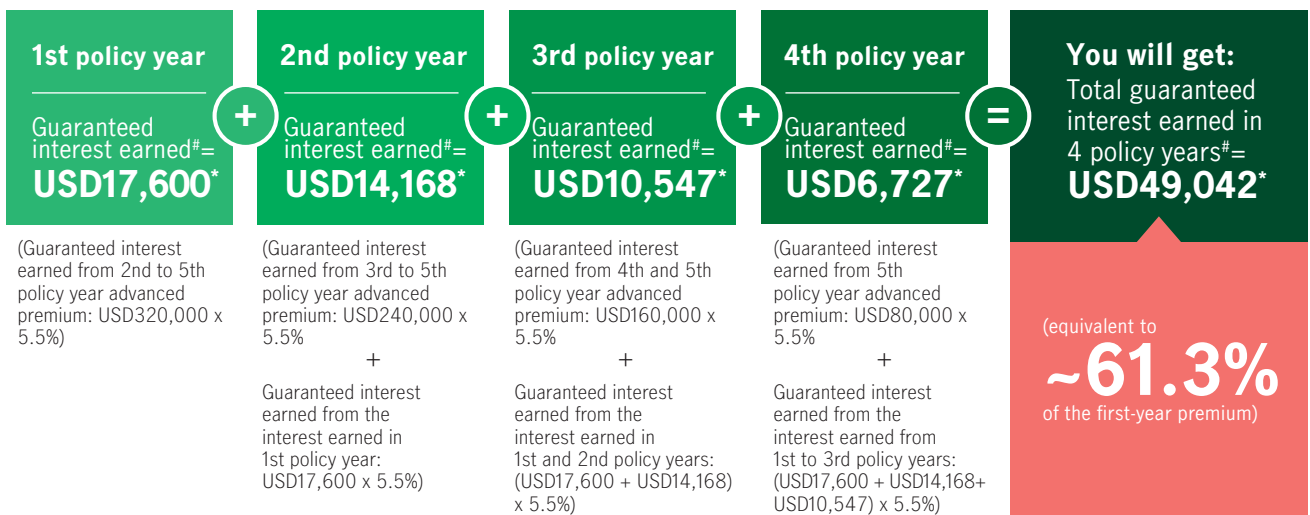 1st policy year
Guaranteed
interest earned#=
USD17,600*
(Guaranteed interest
earned from 2nd to 5th
policy year advanced
premium: USD320,000 x
5.5%)
+
2nd policy year
Guaranteed
interest earned#=
USD14,168*
(Guaranteed interest
earned from 3rd to 5th
policy year advanced
premium: USD240,000 x
5.5%
+
Guaranteed interest
earned from the
interest earned in
1st policy year:
USD17,600 x 5.5%)
+
3rd policy year
Guaranteed
interest earned#=
USD10,547*
(Guaranteed interest
earned from 4th and 5th
policy year advanced
premium: USD160,000 x
5.5%
+
Guaranteed interest
earned from the
interest earned in
1st and 2nd policy years:
(USD17,600 + USD14,168)
x 5.5%)
+
4th policy year
Guaranteed
interest earned#=
USD6,727*
(Guaranteed interest
earned from 5th
policy year advanced
premium: USD80,000 x
5.5%
+
Guaranteed interest
earned from the
interest earned from
1st to 3rd policy years:
(USD17,600 + USD14,168+
USD10,547) x 5.5%)
=
You will get:
Total guaranteed
interest earned in
4 policy years#=
USD49,042*
(equivalent to
~61.3%
of the first-year premium)